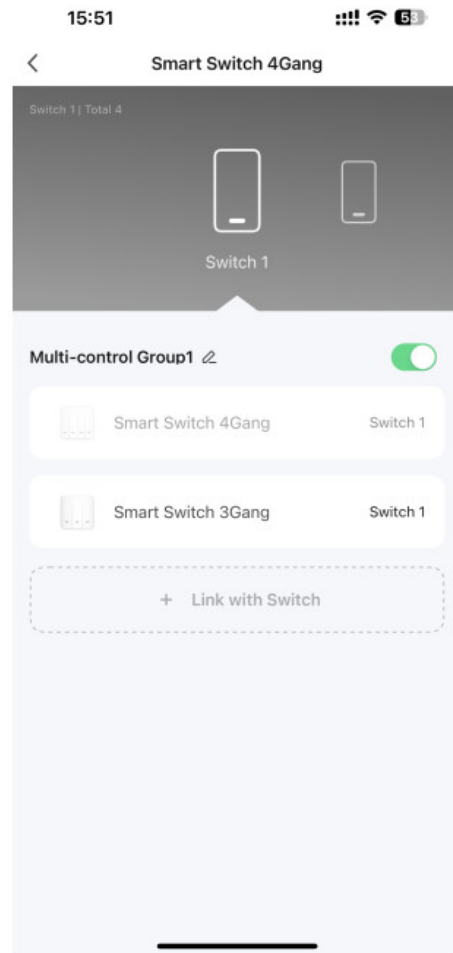 15:51
53
Smart Switch 4Gang
Switch 1 | Total 4
Switch 1
Multi-control Group1
Smart Switch 4Gang Switch 1
Smart Switch 3Gang Switch 1
+ Link with Switch